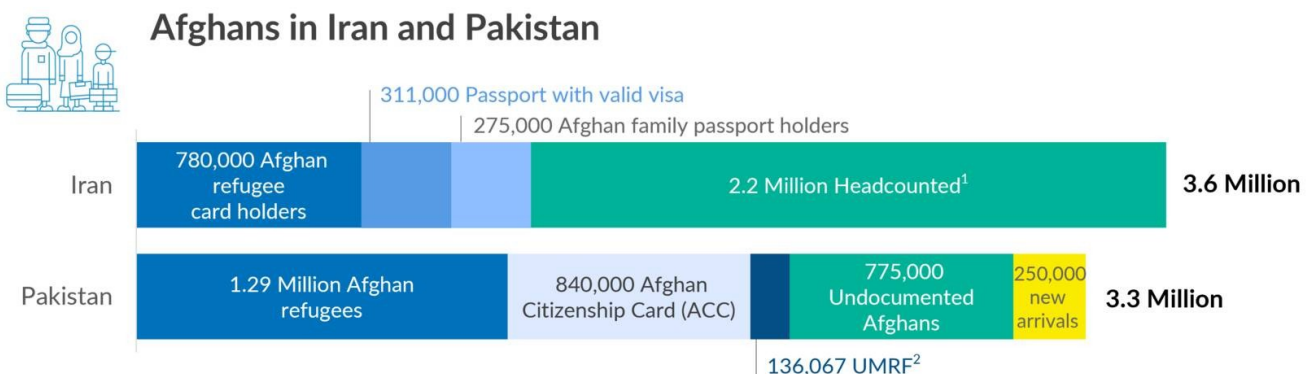 Afghans in Iran and Pakistan
311,000 Passport with valid visa
275,000 Afghan family passport holders
Iran
780,000 Afghan
refugee
card holders
2.2 Million Headcounted¹
3.6 Million
Pakistan
1.29 Million Afghan
refugees
840,000 Afghan
Citizenship Card (ACC)
775,000
Undocumented
Afghans
250,000
new
arrivals
3.3 Million
136,067 UMRF²